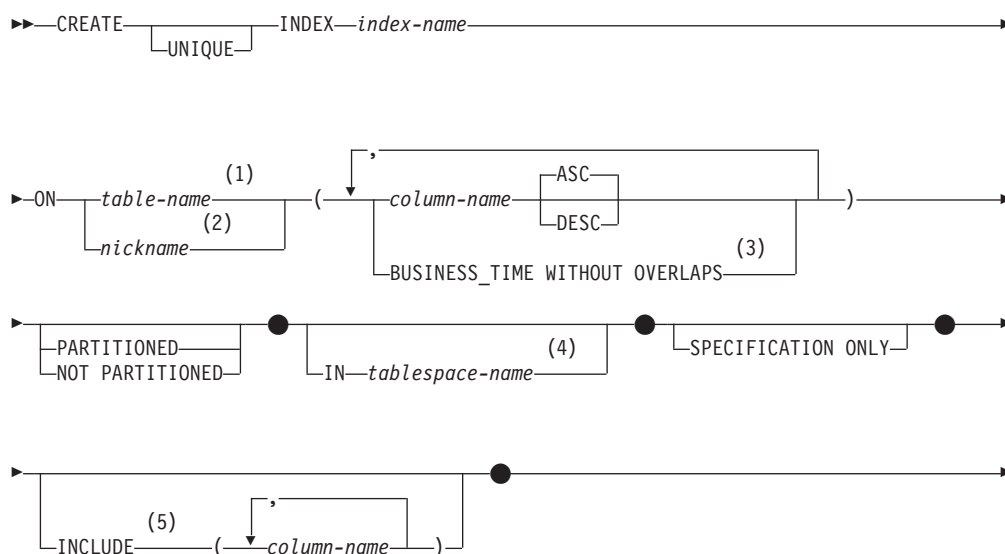 CREATE INDEX index-name
UNIQUE
,
(1) ASC
ON table-name ( column-name )
(2) DESC
nickname (3)
BUSINESS_TIME WITHOUT OVERLAPS
PARTITIONED (4) SPECIFICATION ONLY
NOT PARTITIONED IN tablespace-name
,
(5)
INCLUDE ( column-name )